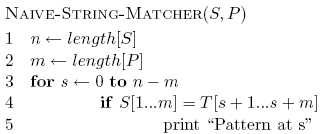 NAIVE-STRING-MATCHER(S, P)
1 n ← length[S]
2 m ← length[P]
3 for s ← 0 to n − m
4 if S[1...m] = T[s + 1...s + m]
5 print “Pattern at s”